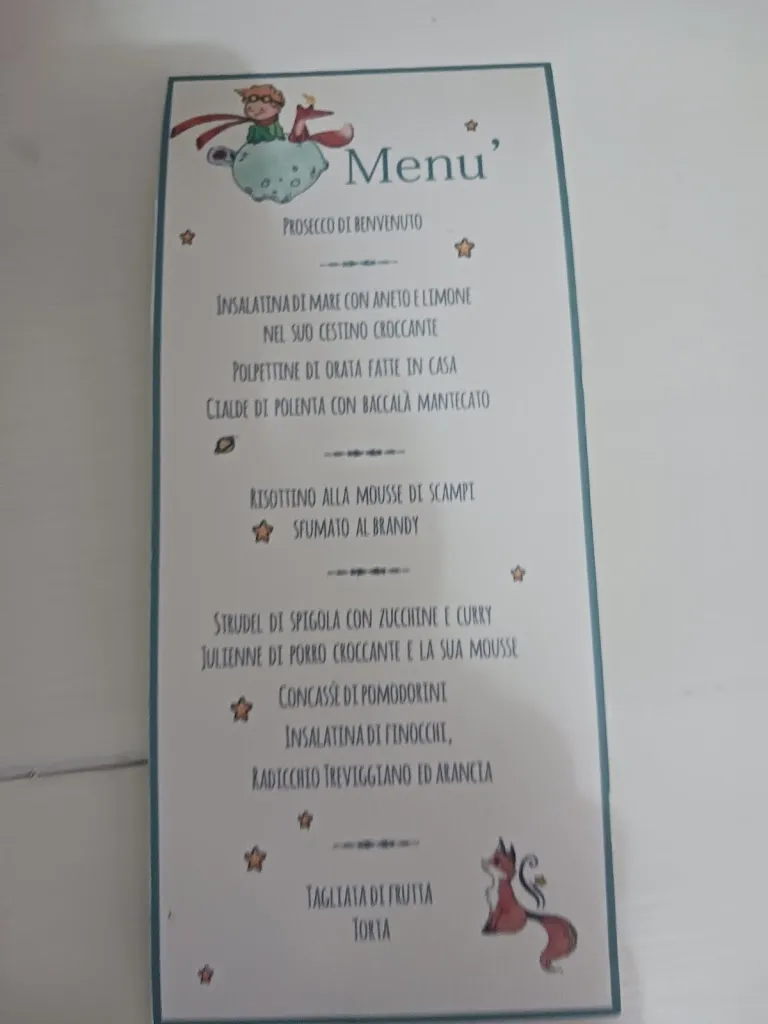 Menu'
Prosecco di benvenuto
Insalatina di mare con aneto e limone
nel suo cestino croccante
Polpettine di orata fatte in casa
Cialde di polenta con baccalà mantecato
Risottino alla mousse di scampi
sfumato al brandy
Strudel di spigola con zucchine e curry
Julienne di porro croccante e la sua mousse
Concassè di pomodorini
Insalatina di finocchi,
Radicchio Treviggiano ed arancia
Tagliata di frutta
Torta